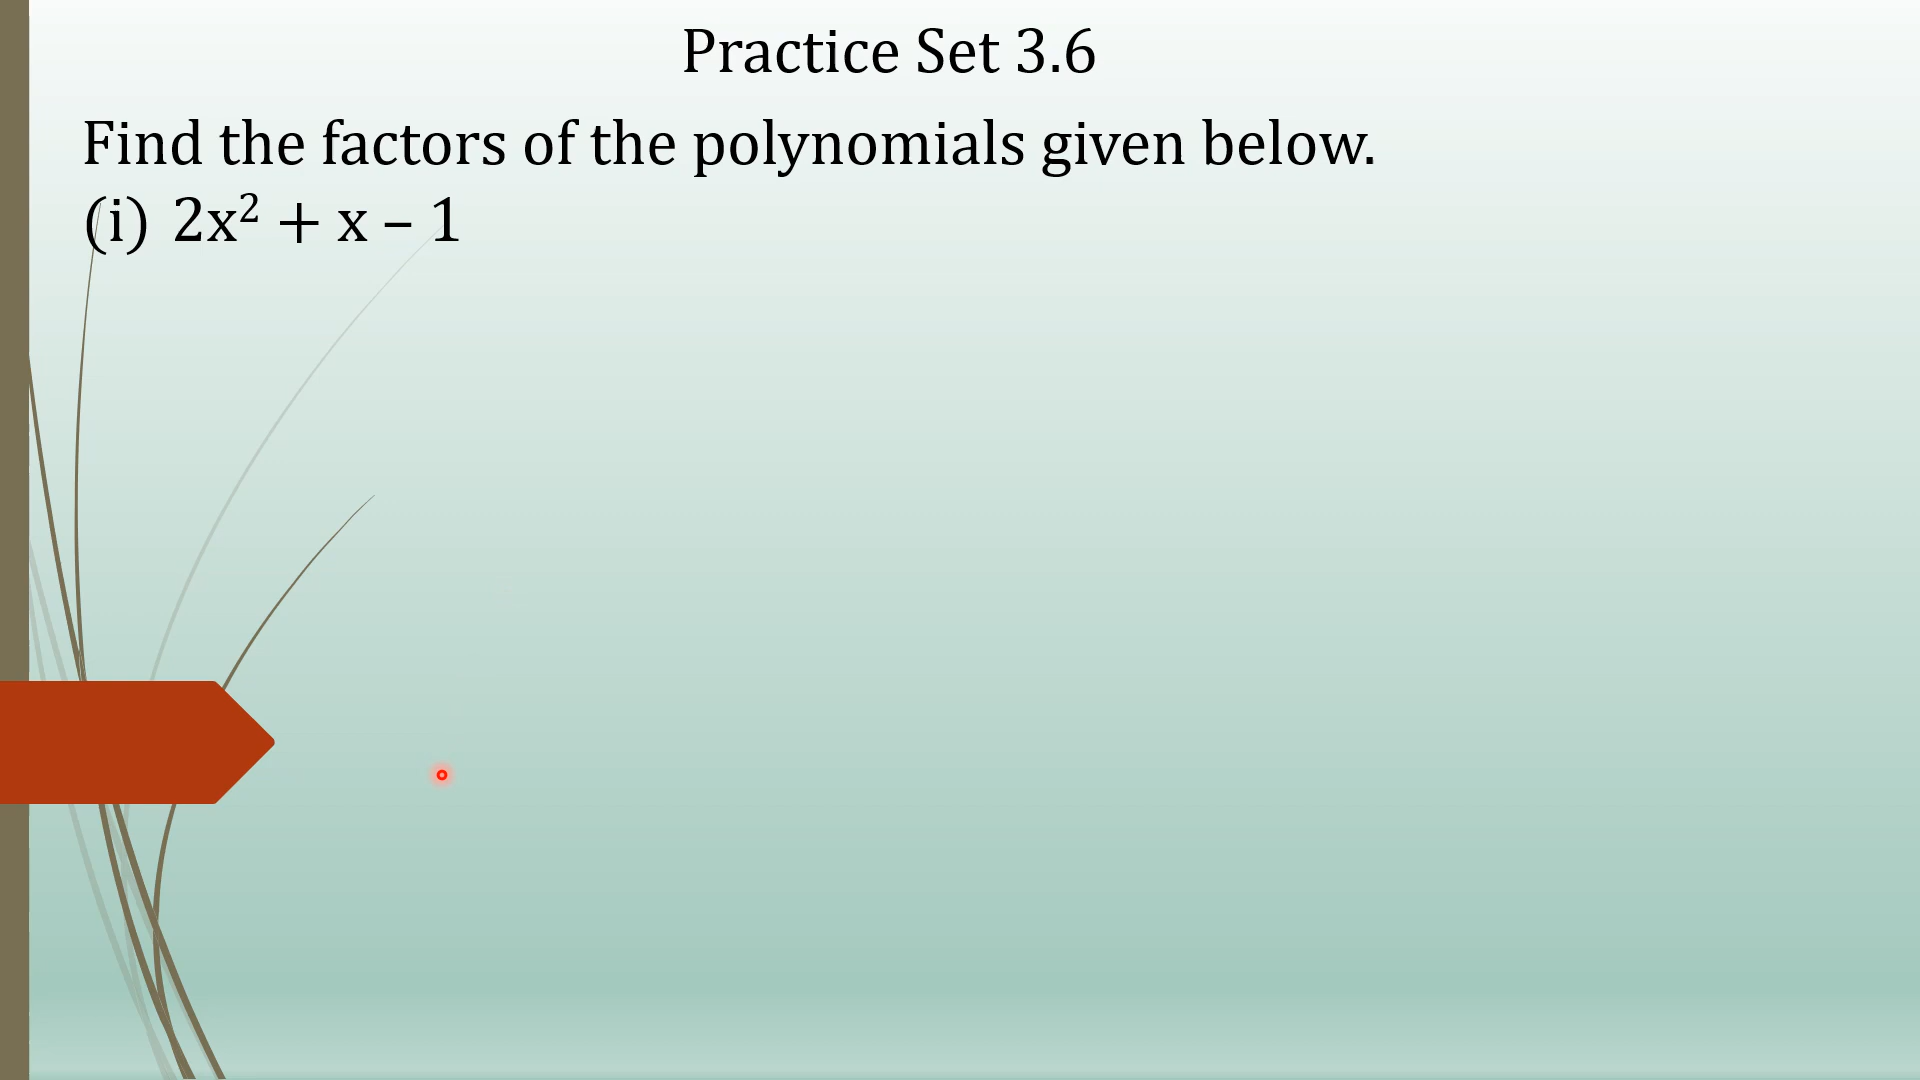 Practice Set 3.6
Find the factors of the polynomials given below.
(i) 2x² + x – 1